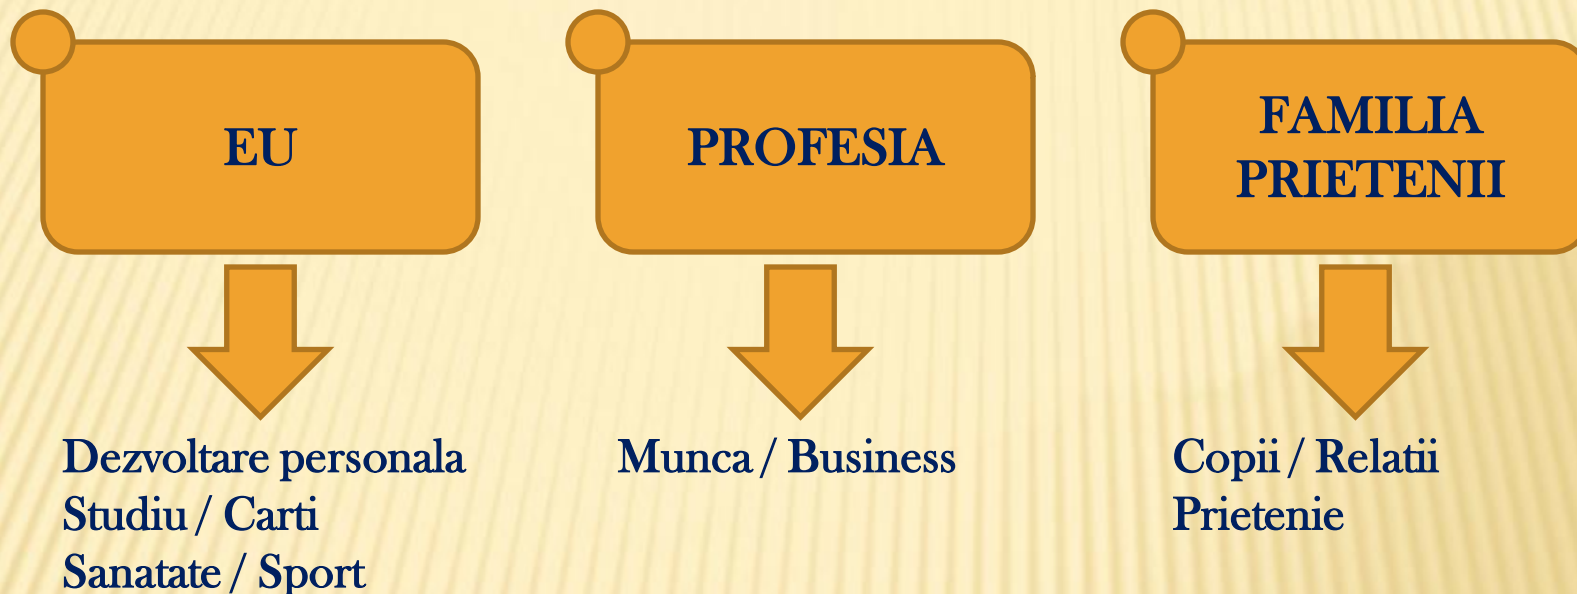 EU
Dezvoltare personala
Studiu / Carti
Sanatate / Sport
PROFESIA
Munca / Business
FAMILIA
PRIETENII
Copii / Relatii
Prietenie